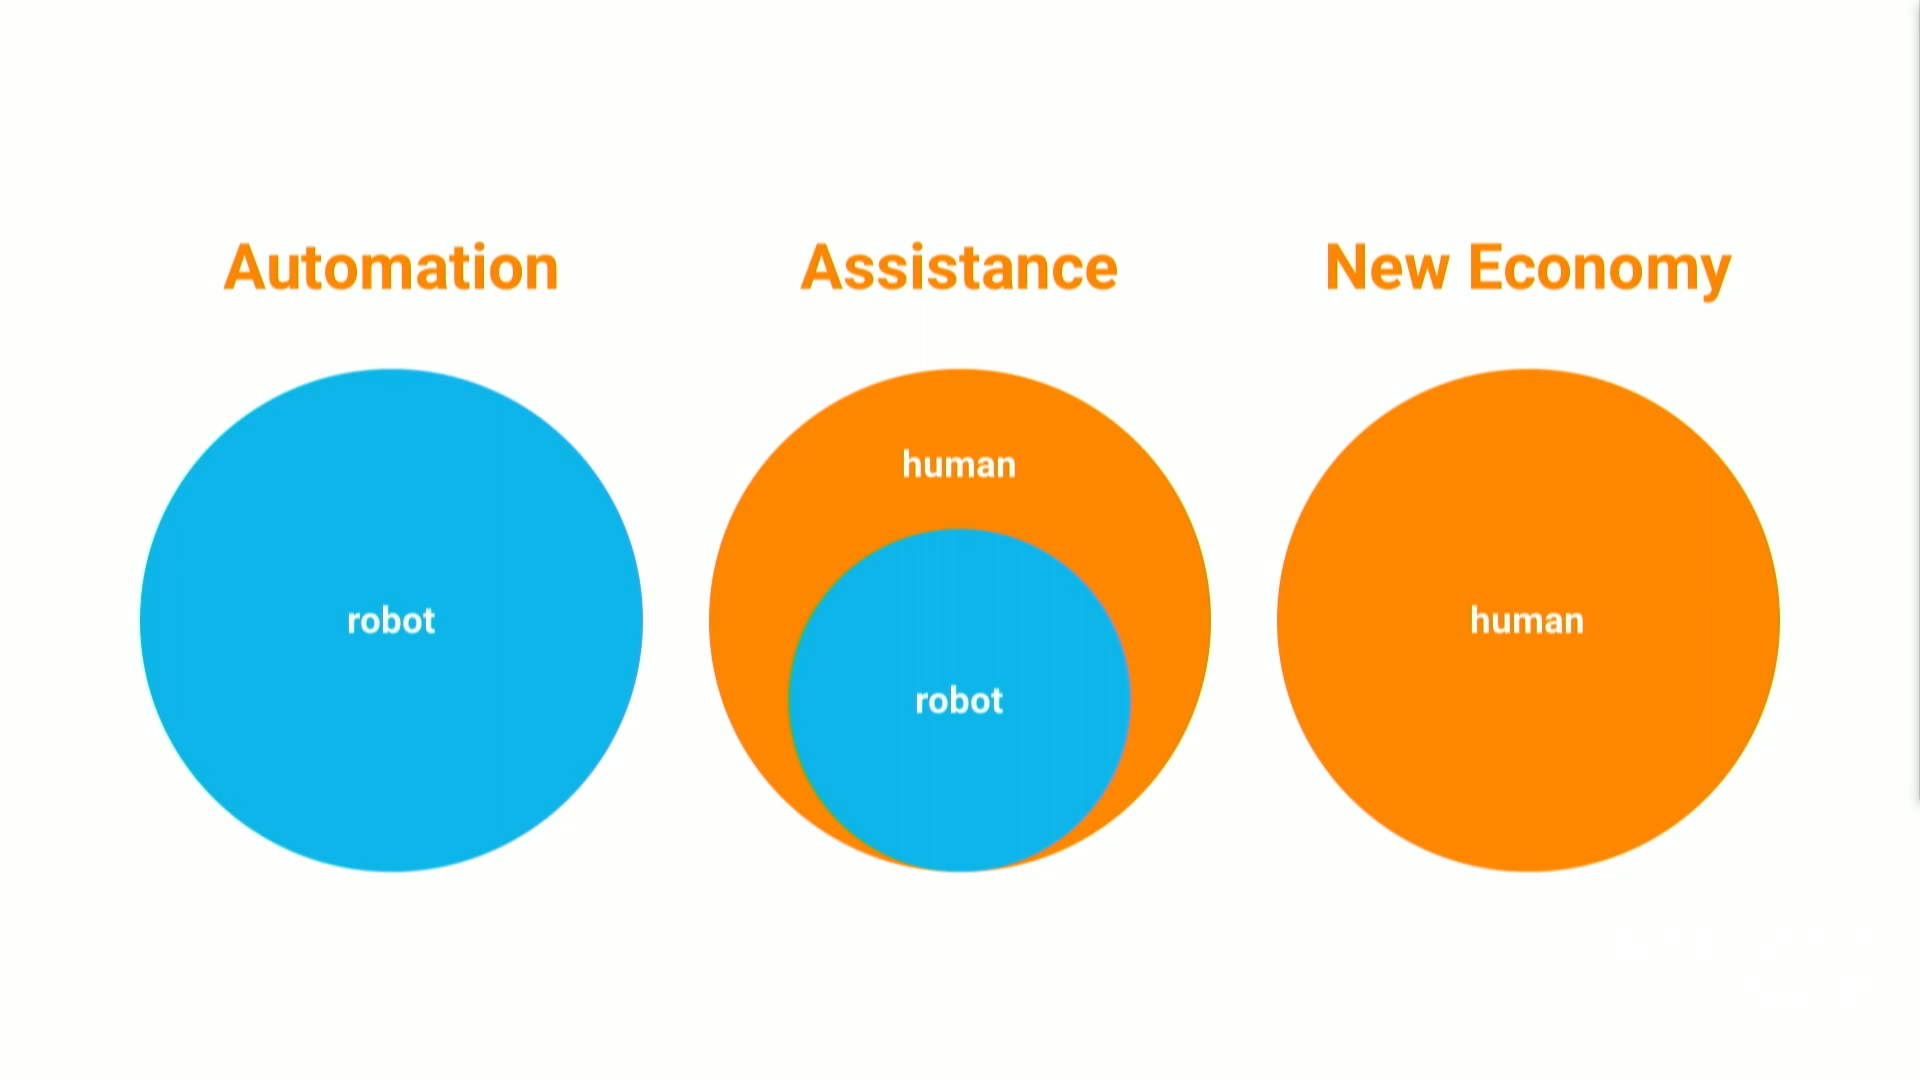 Automation
robot
Assistance
human
robot
New Economy
human